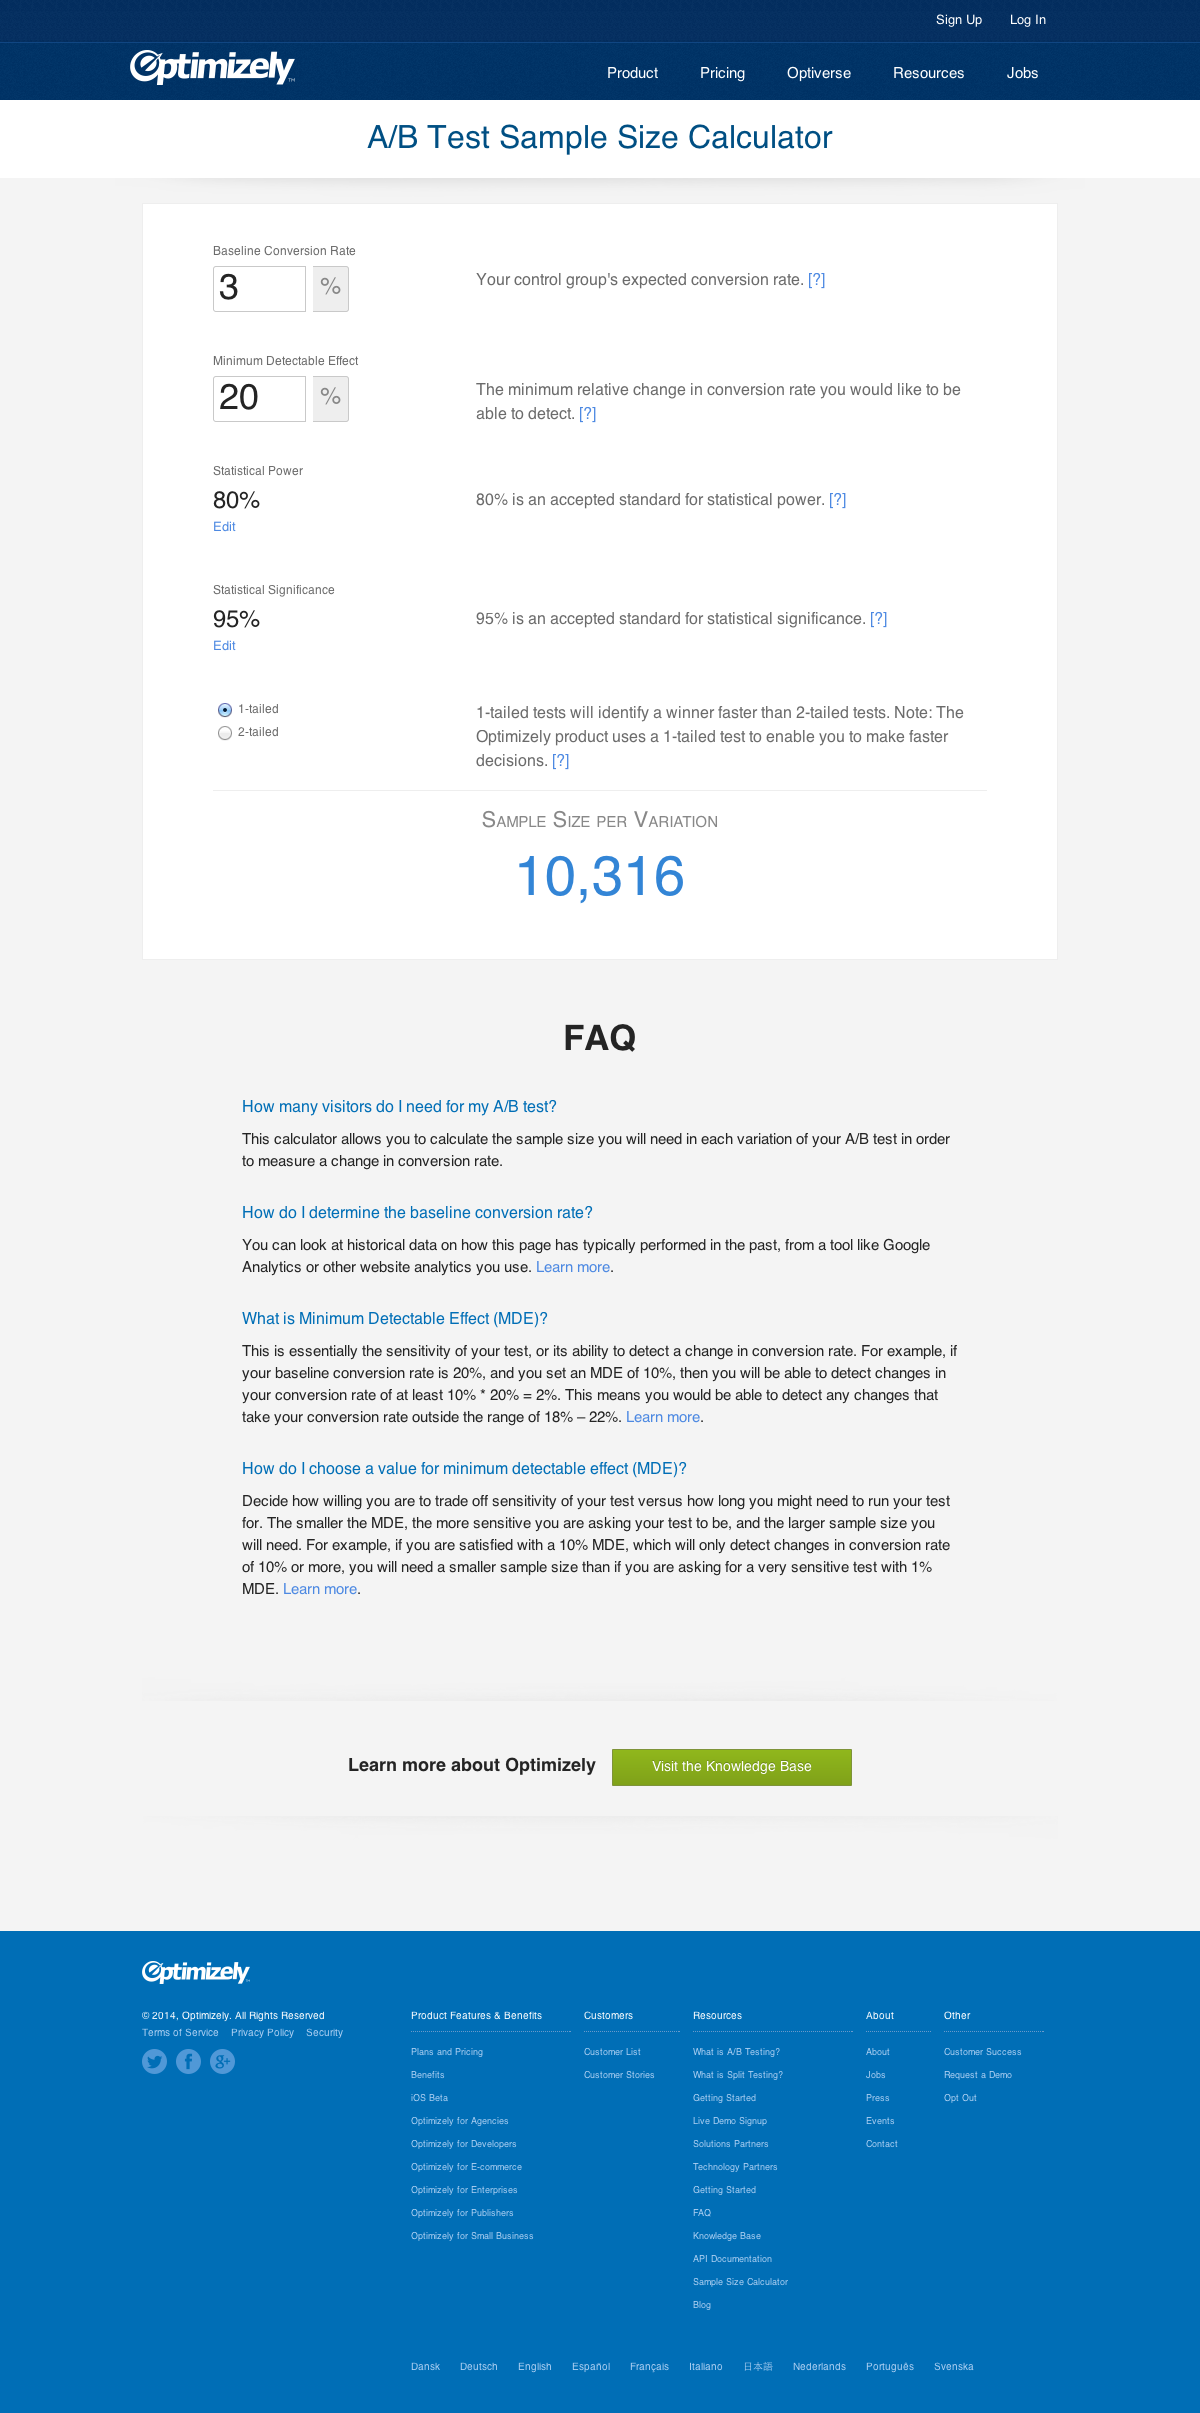 Sign Up Log In
Optimizely™
Product Pricing Optiverse Resources Jobs
A/B Test Sample Size Calculator
Baseline Conversion Rate
3 %
Your control group's expected conversion rate. [?]
Minimum Detectable Effect
20 %
The minimum relative change in conversion rate you would like to be
able to detect. [?]
Statistical Power
80%
Edit
80% is an accepted standard for statistical power. [?]
Statistical Significance
95%
Edit
95% is an accepted standard for statistical significance. [?]
1-tailed
2-tailed
1-tailed tests will identify a winner faster than 2-tailed tests. Note: The
Optimizely product uses a 1-tailed test to enable you to make faster
decisions. [?]
Sample Size per Variation
10,316
FAQ
How many visitors do I need for my A/B test?
This calculator allows you to calculate the sample size you will need in each variation of your A/B test in order
to measure a change in conversion rate.
How do I determine the baseline conversion rate?
You can look at historical data on how this page has typically performed in the past, from a tool like Google
Analytics or other website analytics you use. Learn more.
What is Minimum Detectable Effect (MDE)?
This is essentially the sensitivity of your test, or its ability to detect a change in conversion rate. For example, if
your baseline conversion rate is 20%, and you set an MDE of 10%, then you will be able to detect changes in
your conversion rate of at least 10% * 20% = 2%. This means you would be able to detect any changes that
take your conversion rate outside the range of 18% – 22%. Learn more.
How do I choose a value for minimum detectable effect (MDE)?
Decide how willing you are to trade off sensitivity of your test versus how long you might need to run your test
for. The smaller the MDE, the more sensitive you are asking your test to be, and the larger sample size you
will need. For example, if you are satisfied with a 10% MDE, which will only detect changes in conversion rate
of 10% or more, you will need a smaller sample size than if you are asking for a very sensitive test with 1%
MDE. Learn more.
Learn more about Optimizely Visit the Knowledge Base
Optimizely
© 2014, Optimizely. All Rights Reserved
Terms of Service Privacy Policy Security
Product Features & Benefits
Plans and Pricing
Benefits
iOS Beta
Optimizely for Agencies
Optimizely for Developers
Optimizely for E-commerce
Optimizely for Enterprises
Optimizely for Publishers
Optimizely for Small Business
Customers
Customer List
Customer Stories
Resources
What is A/B Testing?
What is Split Testing?
Getting Started
Live Demo Signup
Solutions Partners
Technology Partners
Getting Started
FAQ
Knowledge Base
API Documentation
Sample Size Calculator
Blog
About
About
Jobs
Press
Events
Contact
Other
Customer Success
Request a Demo
Opt Out
Dansk Deutsch English Español Français Italiano 日本語 Nederlands Português Svenska